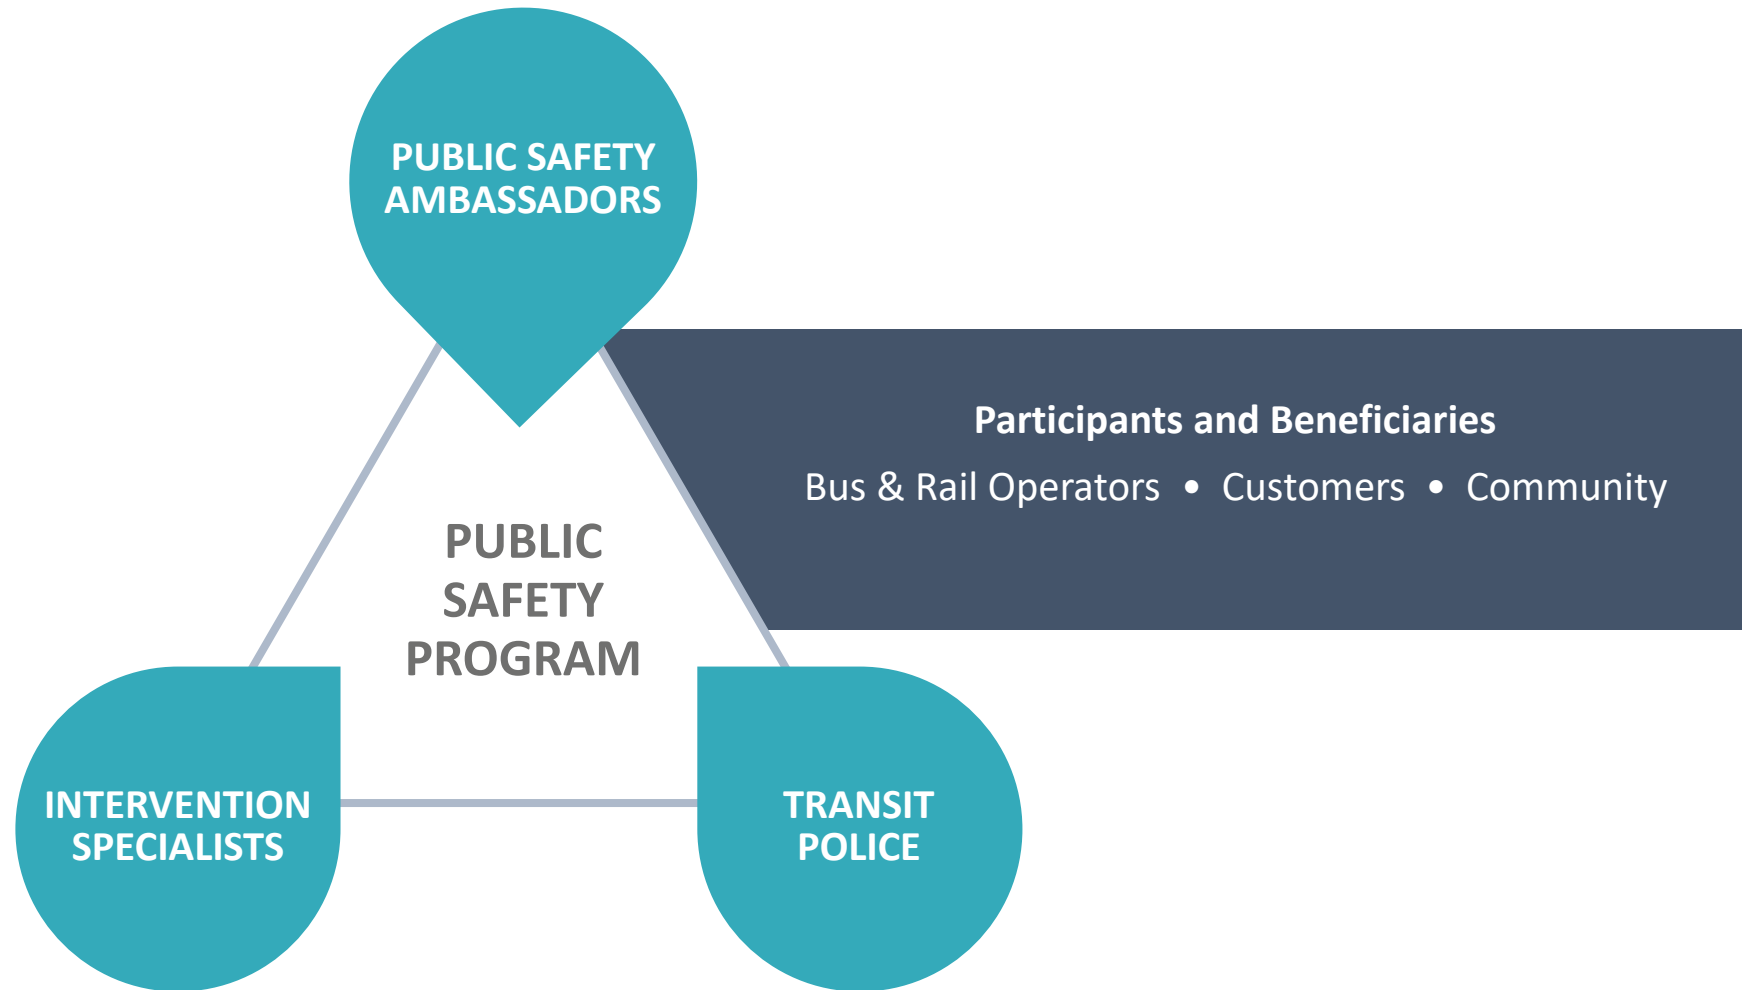 PUBLIC SAFETY
AMBASSADORS
Participants and Beneficiaries
Bus & Rail Operators • Customers • Community
PUBLIC
SAFETY
PROGRAM
INTERVENTION
SPECIALISTS
TRANSIT
POLICE